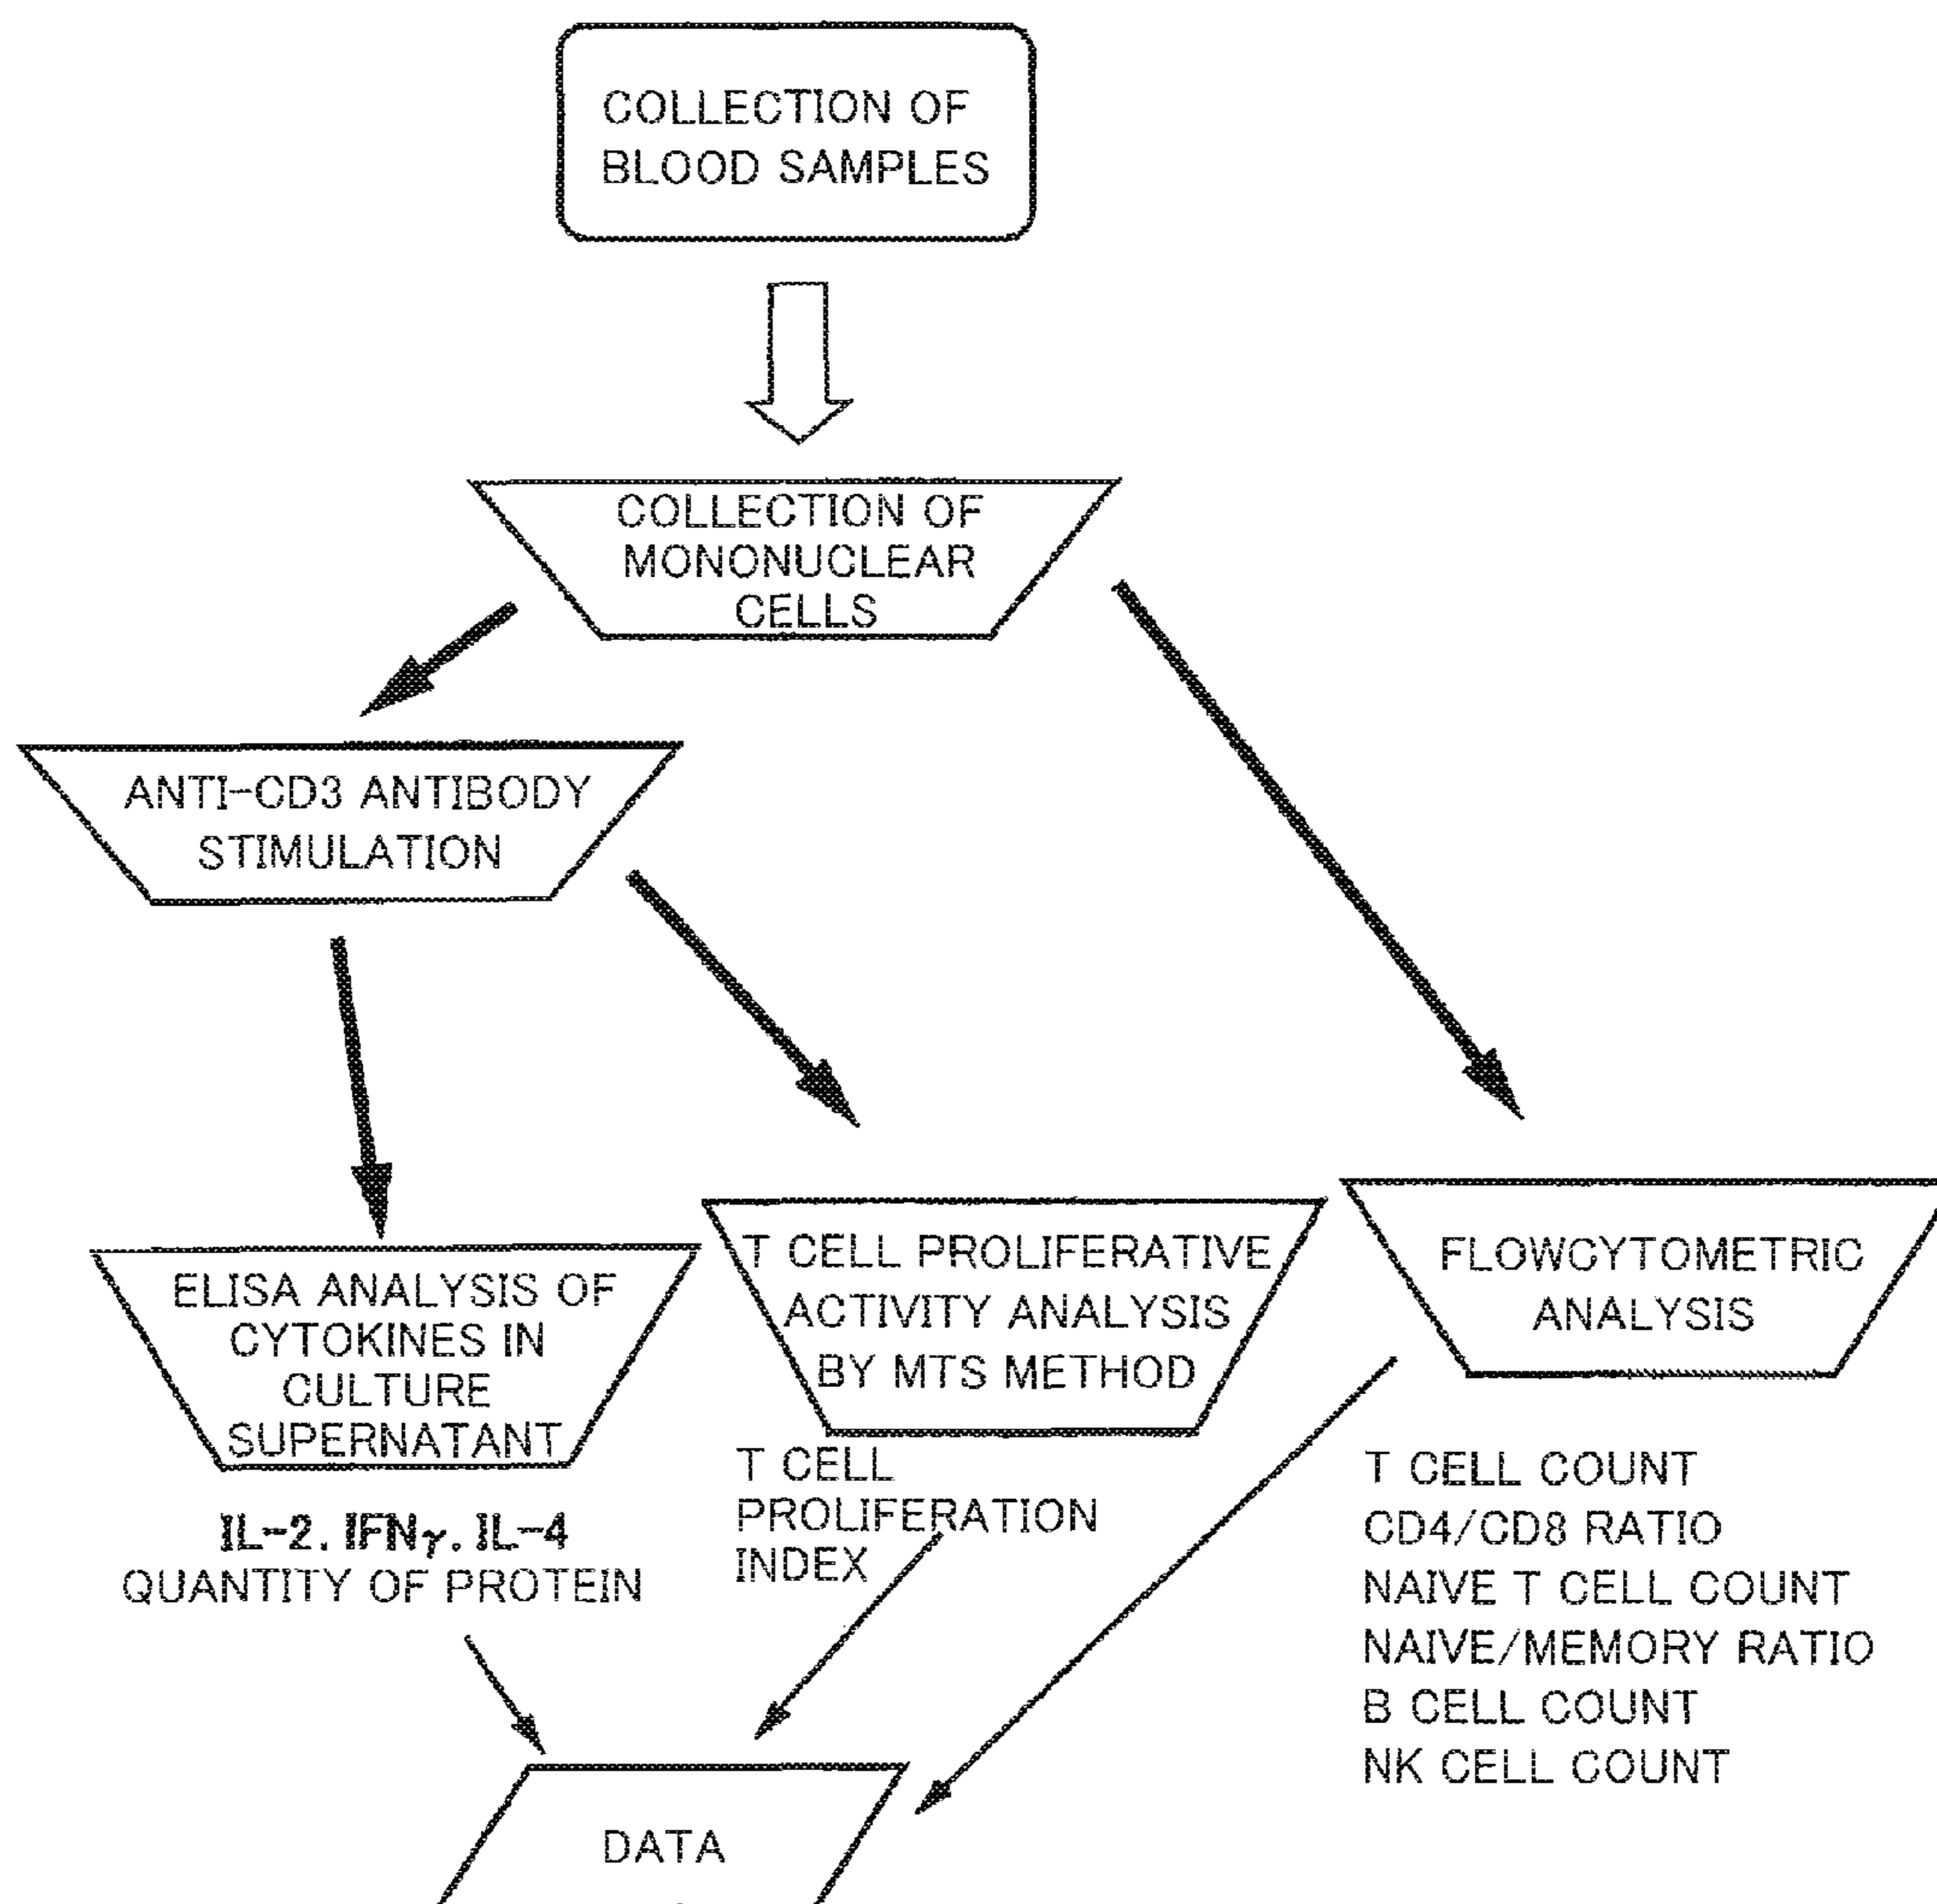 COLLECTION OF
BLOOD SAMPLES
COLLECTION OF
MONONUCLEAR
CELLS
ANTI-CD3 ANTIBODY
STIMULATION
ELISA ANALYSIS OF
CYTOKINES IN
CULTURE
SUPERNATANT
IL-2. IFNγ. IL-4
QUANTITY OF PROTEIN
T CELL PROLIFERATIVE
ACTIVITY ANALYSIS
BY MTS METHOD
T CELL
PROLIFERATION
INDEX
FLOWCYTOMETRIC
ANALYSIS
T CELL COUNT
CD4/CD8 RATIO
NAIVE T CELL COUNT
NAIVE/MEMORY RATIO
B CELL COUNT
NK CELL COUNT
DATA